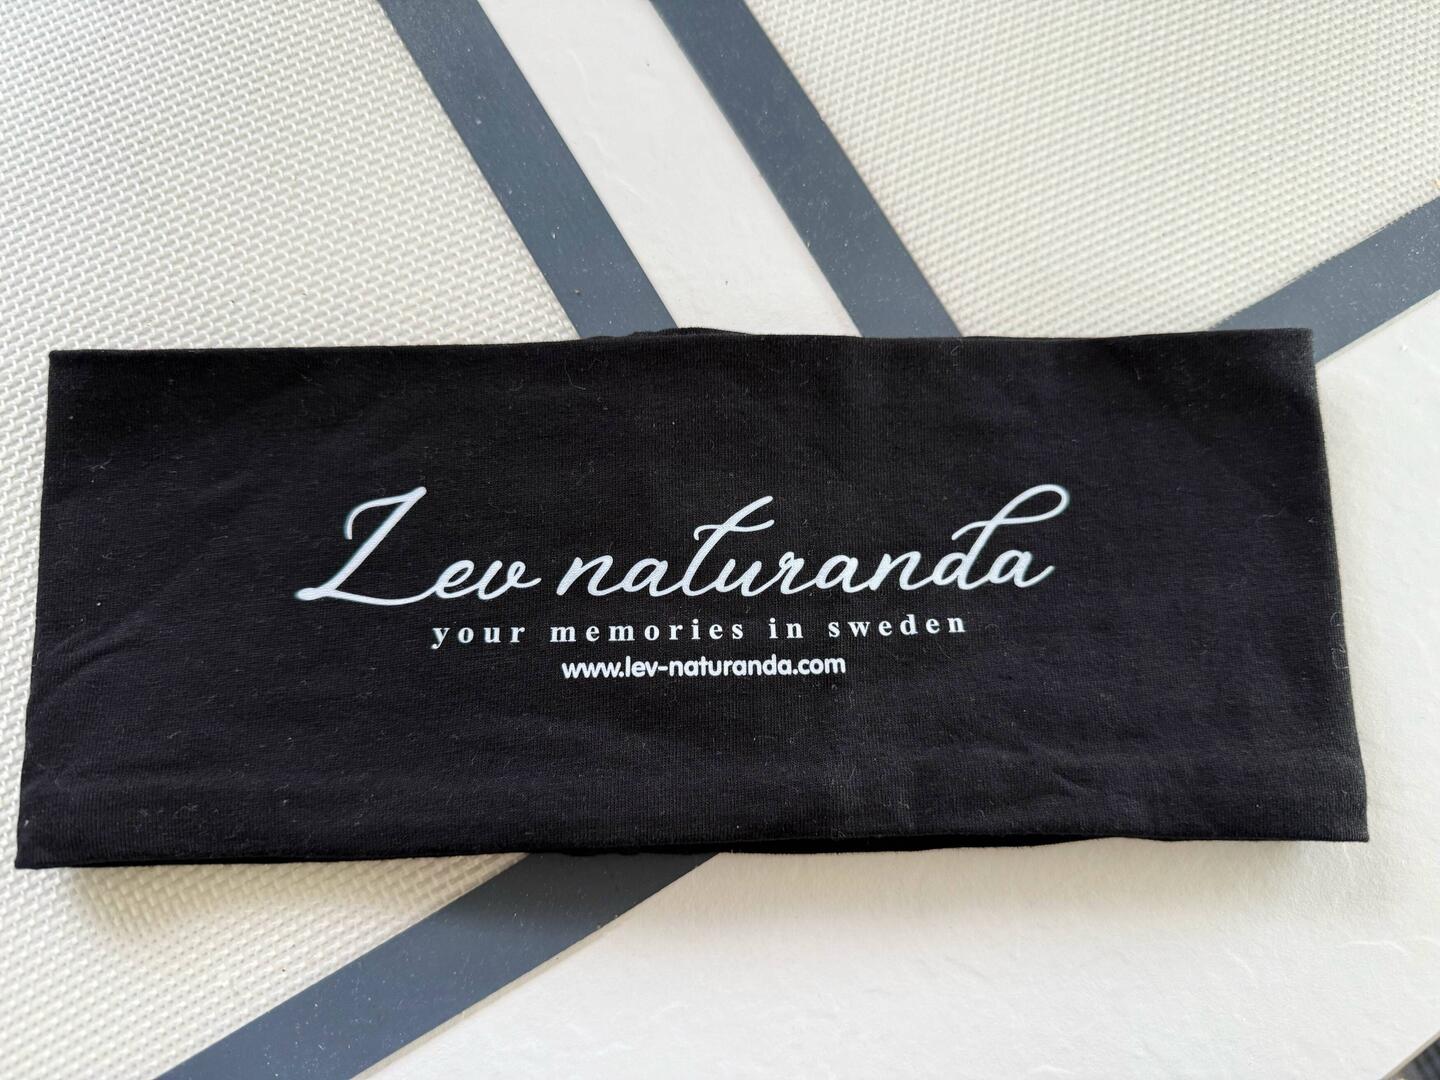 Lev naturanda
your memories in sweden
www.lev-naturanda.com